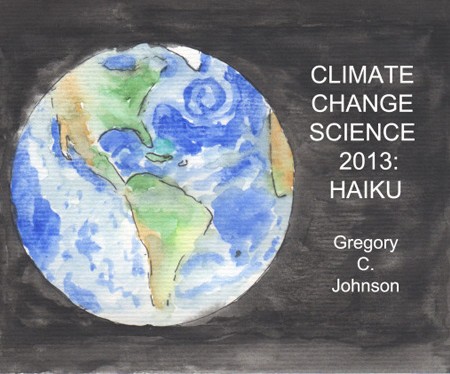 CLIMATE
CHANGE
SCIENCE
2013:
HAIKU
Gregory
C.
Johnson